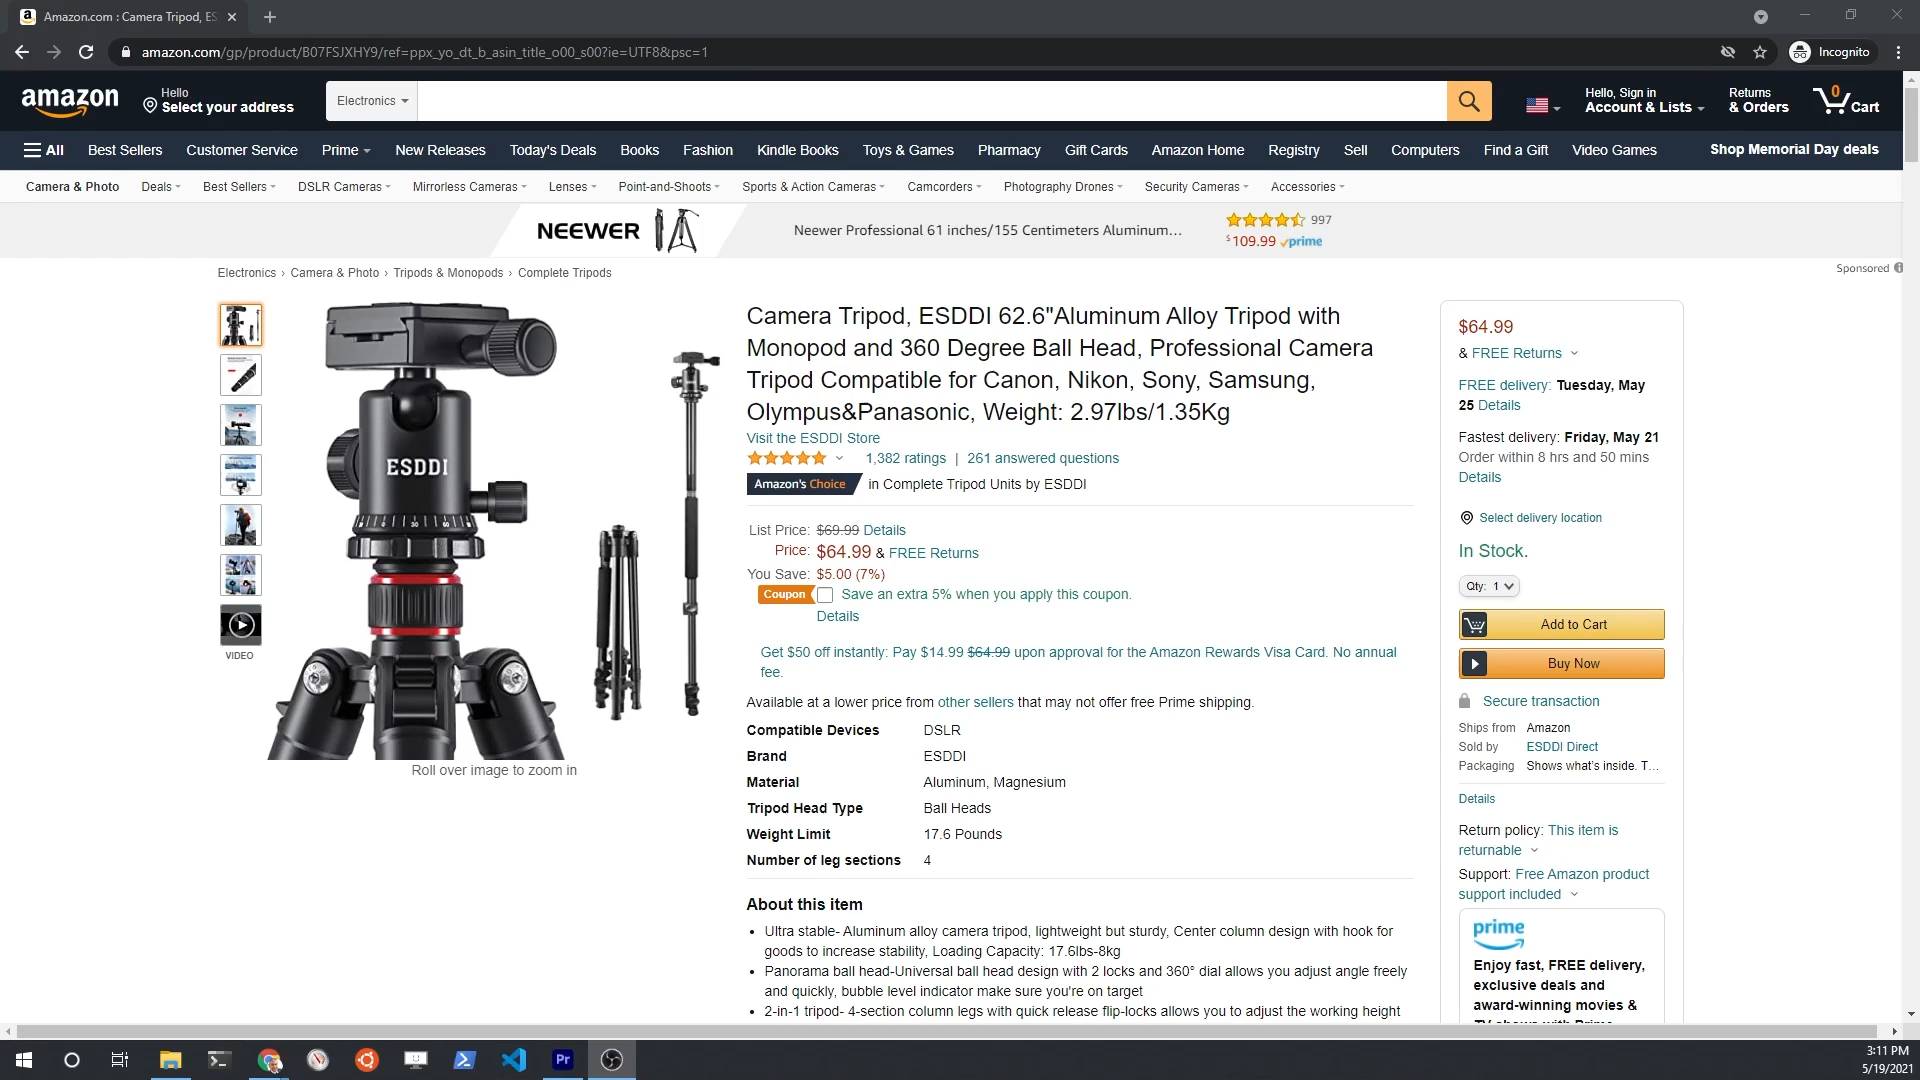 Amazon.com : Camera Tripod, ES
amazon.com/gp/product/B07FSJXHY9/ref=ppx_yo_dt_b_asin_title_o00_s00?ie=UTF8&psc=1
Incognito
amazon
Hello
Select your address
Electronics
Hello, Sign in
Account & Lists
Returns
& Orders
0
Cart
All Best Sellers Customer Service Prime New Releases Today's Deals Books Fashion Kindle Books Toys & Games Pharmacy Gift Cards Amazon Home Registry Sell Computers Find a Gift Video Games Shop Memorial Day deals
Camera & Photo Deals Best Sellers DSLR Cameras Mirrorless Cameras Lenses Point-and-Shoots Sports & Action Cameras Camcorders Photography Drones Security Cameras Accessories
NEEWER
Neewer Professional 61 inches/155 Centimeters Aluminum...
997
$109.99 prime
Sponsored
Electronics › Camera & Photo › Tripods & Monopods › Complete Tripods
ESDDI
0 30 60
VIDEO
Roll over image to zoom in
Camera Tripod, ESDDI 62.6"Aluminum Alloy Tripod with
Monopod and 360 Degree Ball Head, Professional Camera
Tripod Compatible for Canon, Nikon, Sony, Samsung,
Olympus&Panasonic, Weight: 2.97lbs/1.35Kg
Visit the ESDDI Store
1,382 ratings | 261 answered questions
Amazon's Choice in Complete Tripod Units by ESDDI
List Price: $69.99 Details
Price: $64.99 & FREE Returns
You Save: $5.00 (7%)
Coupon Save an extra 5% when you apply this coupon.
Details
Get $50 off instantly: Pay $14.99 $64.99 upon approval for the Amazon Rewards Visa Card. No annual
fee.
Available at a lower price from other sellers that may not offer free Prime shipping.
Compatible Devices DSLR
Brand ESDDI
Material Aluminum, Magnesium
Tripod Head Type Ball Heads
Weight Limit 17.6 Pounds
Number of leg sections 4
About this item
• Ultra stable- Aluminum alloy camera tripod, lightweight but sturdy, Center column design with hook for
goods to increase stability, Loading Capacity: 17.6lbs-8kg
• Panorama ball head-Universal ball head design with 2 locks and 360° dial allows you adjust angle freely
and quickly, bubble level indicator make sure you're on target
• 2-in-1 tripod- 4-section column legs with quick release flip-locks allows you to adjust the working height
$64.99
& FREE Returns
FREE delivery: Tuesday, May
25 Details
Fastest delivery: Friday, May 21
Order within 8 hrs and 50 mins
Details
Select delivery location
In Stock.
Qty: 1
Add to Cart
Buy Now
Secure transaction
Ships from Amazon
Sold by ESDDI Direct
Packaging Shows what's inside. T...
Details
Return policy: This item is
returnable
Support: Free Amazon product
support included
prime
Enjoy fast, FREE delivery,
exclusive deals and
award-winning movies &
TV shows with Prime
Pr
3:11 PM
5/19/2021